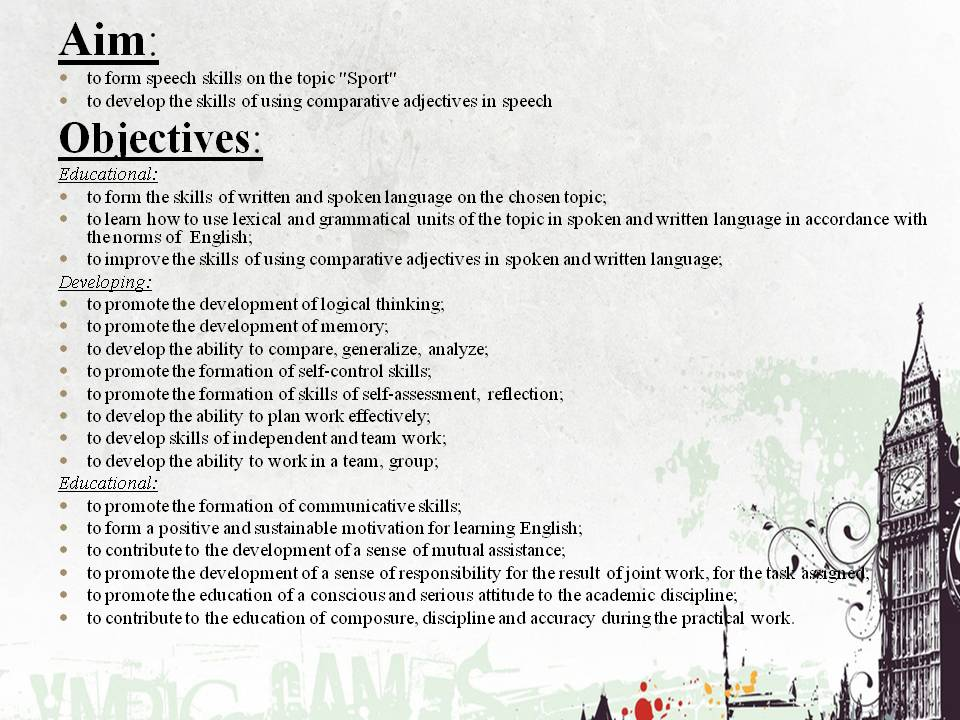 Aim:
to form speech skills on the topic "Sport"
to develop the skills of using comparative adjectives in speech
Objectives:
Educational:
to form the skills of written and spoken language on the chosen topic;
to learn how to use lexical and grammatical units of the topic in spoken and written language in accordance with
the norms of English;
to improve the skills of using comparative adjectives in spoken and written language;
Developing:
to promote the development of logical thinking;
to promote the development of memory;
to develop the ability to compare, generalize, analyze;
to promote the formation of self-control skills;
to promote the formation of skills of self-assessment, reflection;
to develop the ability to plan work effectively;
to develop skills of independent and team work;
to develop the ability to work in a team, group;
Educational:
to promote the formation of communicative skills;
to form a positive and sustainable motivation for learning English;
to contribute to the development of a sense of mutual assistance;
to promote the development of a sense of responsibility for the result of joint work, for the task assigned;
to promote the education of a conscious and serious attitude to the academic discipline;
to contribute to the education of composure, discipline and accuracy during the practical work.
GAMES